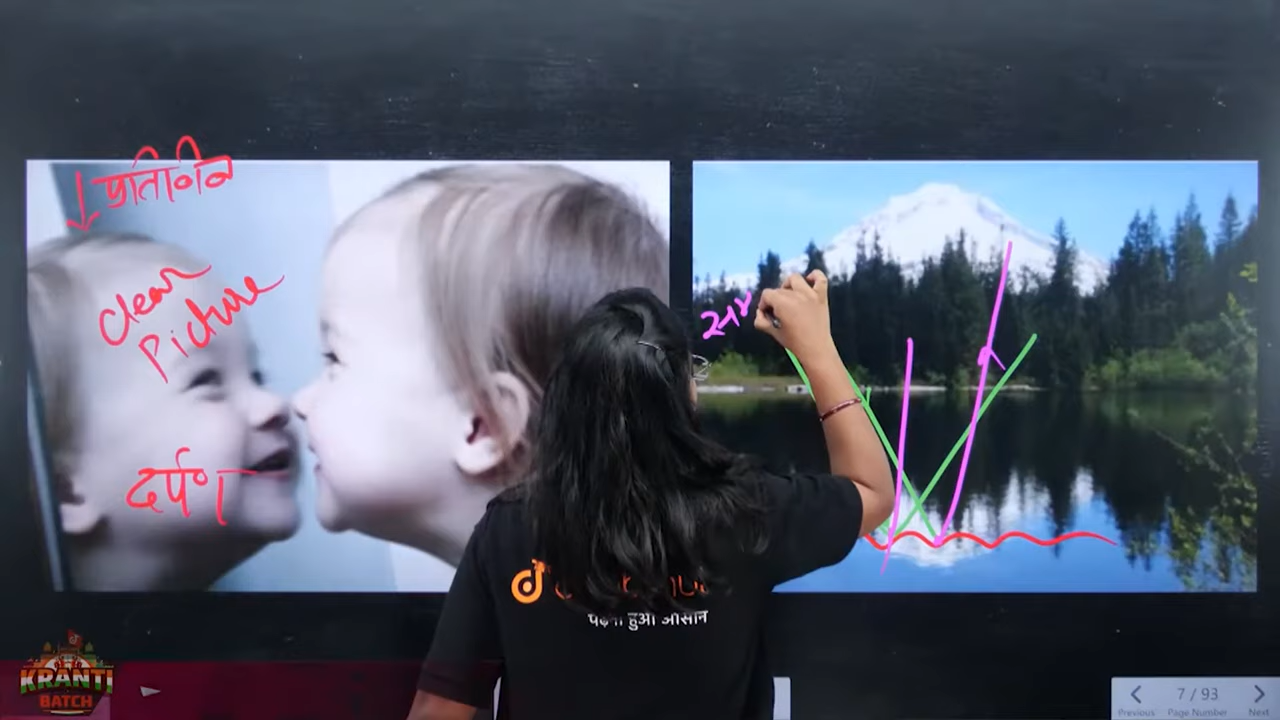 प्रतिबिंब
clear
Picture
दर्पण
पढ़ना हुआ आसान
KRANTI
BATCH
7 / 93
Previous
Page Number
Next